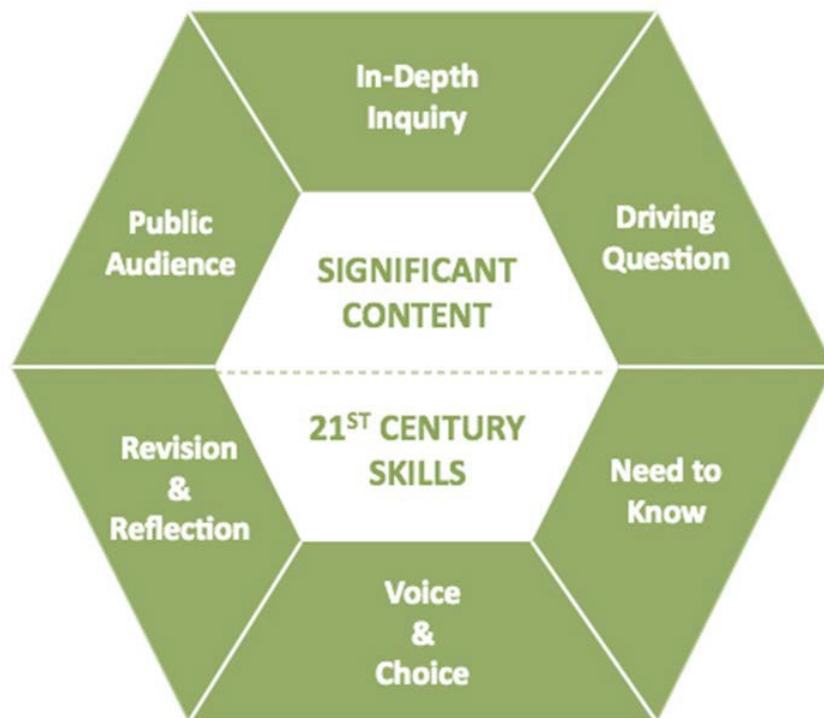 In-Depth
Inquiry
Driving
Question
Need to
Know
Voice
&
Choice
Revision
&
Reflection
Public
Audience
SIGNIFICANT
CONTENT
21ST CENTURY
SKILLS